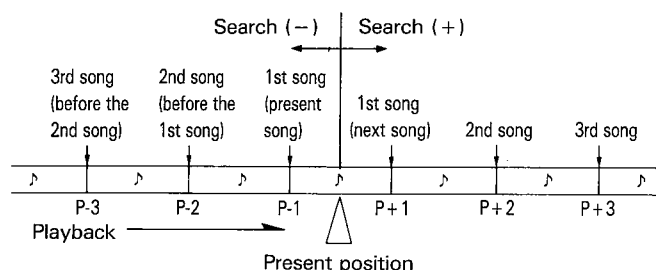 Search (−) Search (+)
3rd song 2nd song 1st song
(before the (before the (present 1st song
2nd song) 1st song) song) (next song) 2nd song 3rd song
♪ ♪ ♪ ♪ ♪ ♪ ♪
P-3 P-2 P-1 P+1 P+2 P+3
Playback
Present position